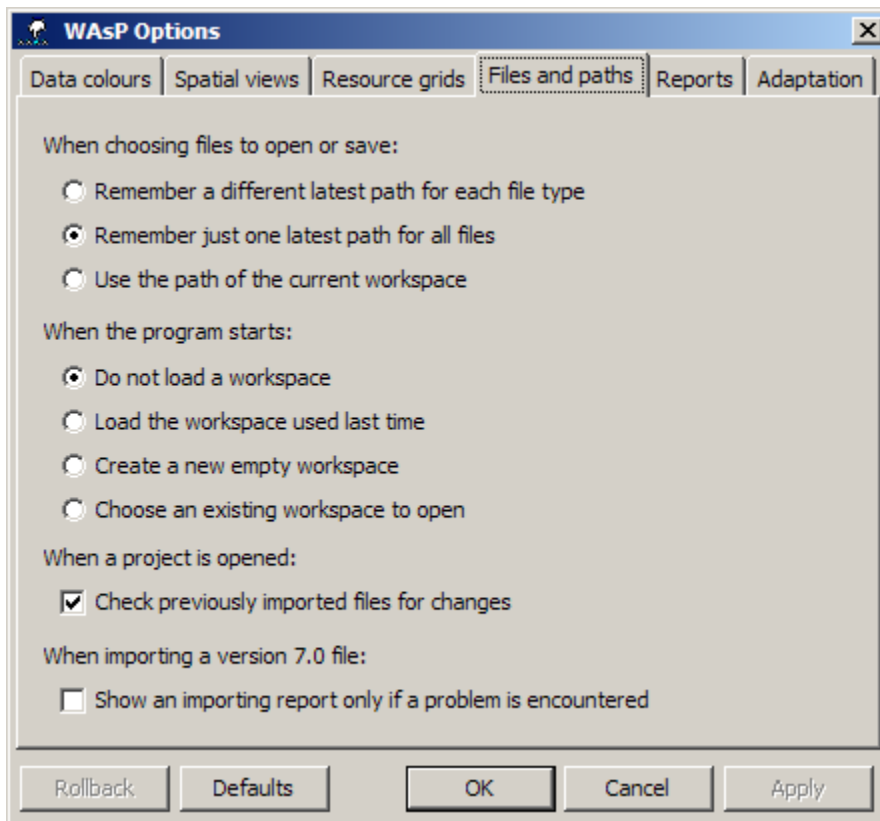 WAsP Options
Data colours Spatial views Resource grids Files and paths Reports Adaptation
When choosing files to open or save:
Remember a different latest path for each file type
Remember just one latest path for all files
Use the path of the current workspace
When the program starts:
Do not load a workspace
Load the workspace used last time
Create a new empty workspace
Choose an existing workspace to open
When a project is opened:
Check previously imported files for changes
When importing a version 7.0 file:
Show an importing report only if a problem is encountered
Rollback Defaults OK Cancel Apply